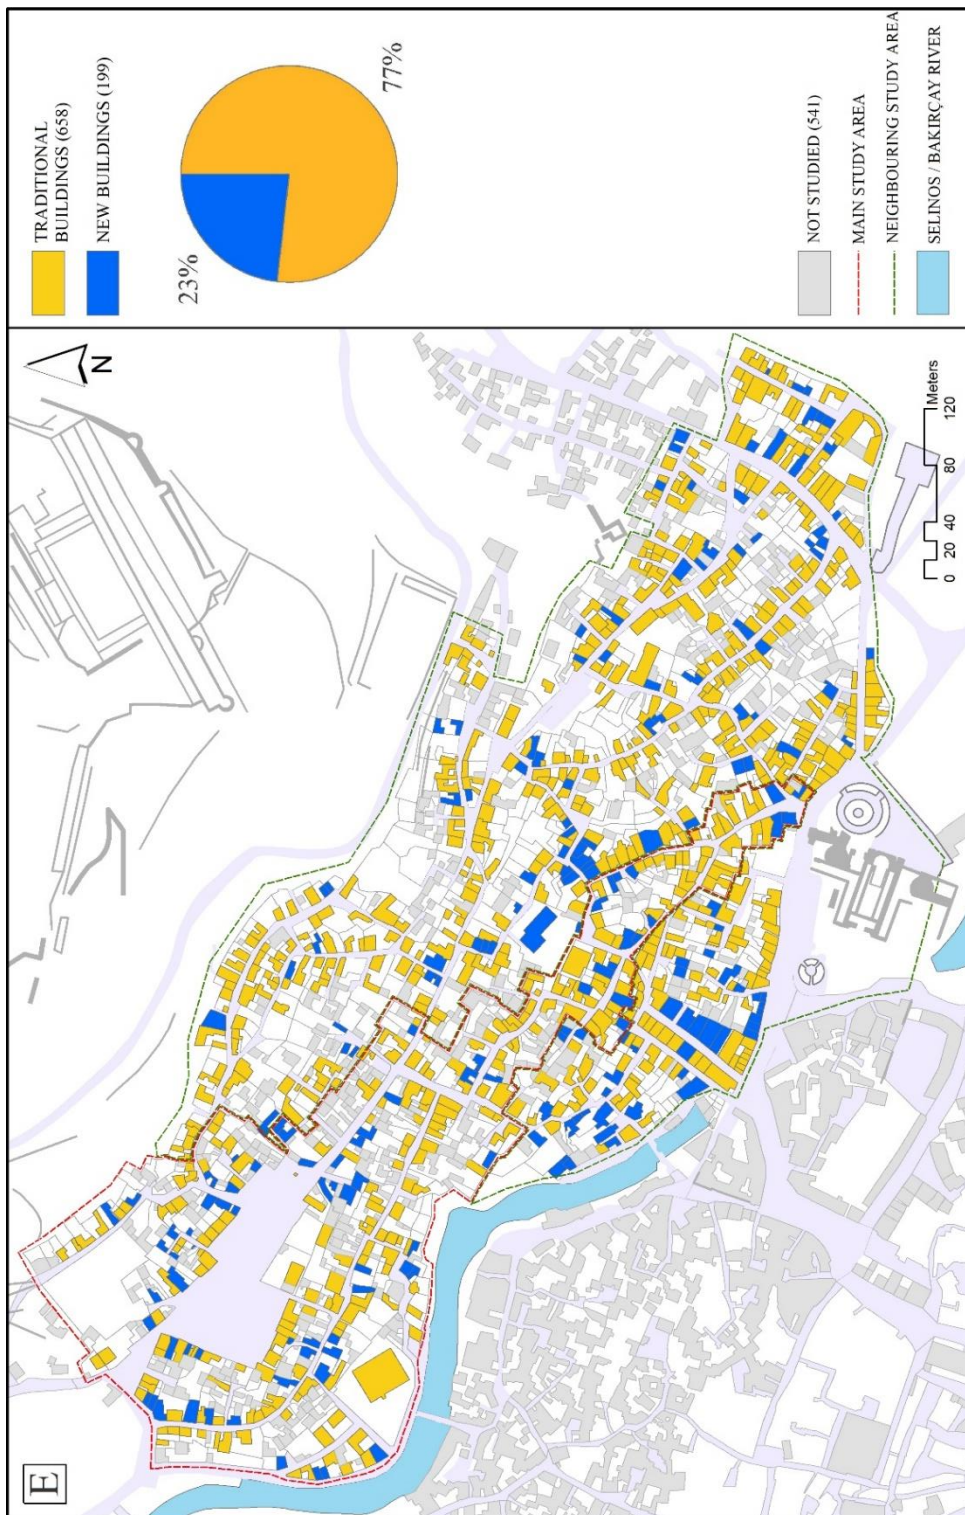 E
N
0 20 40 80 120
Meters
TRADITIONAL
BUILDINGS (658)
NEW BUILDINGS (199)
23%
77%
NOT STUDIED (541)
MAIN STUDY AREA
NEIGHBOURING STUDY AREA
SELINOS / BAKIRÇAY RIVER